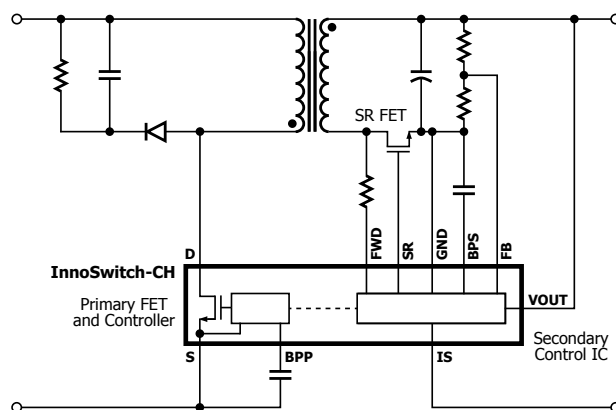 SR FET
FWD
SR
GND
BPS
FB
D
InnoSwitch-CH
VOUT
Primary FET
and Controller
Secondary
Control IC
S
BPP
IS